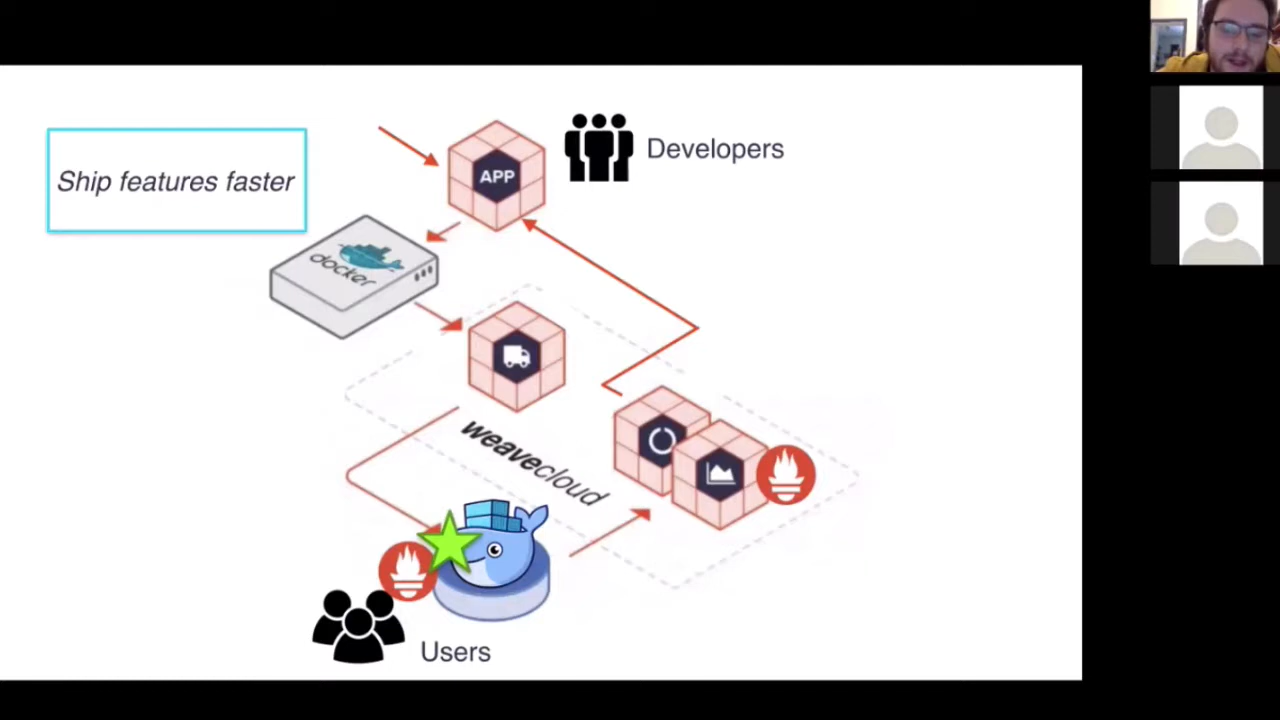 Developers
APP
Ship features faster
docker
weavecloud
Users